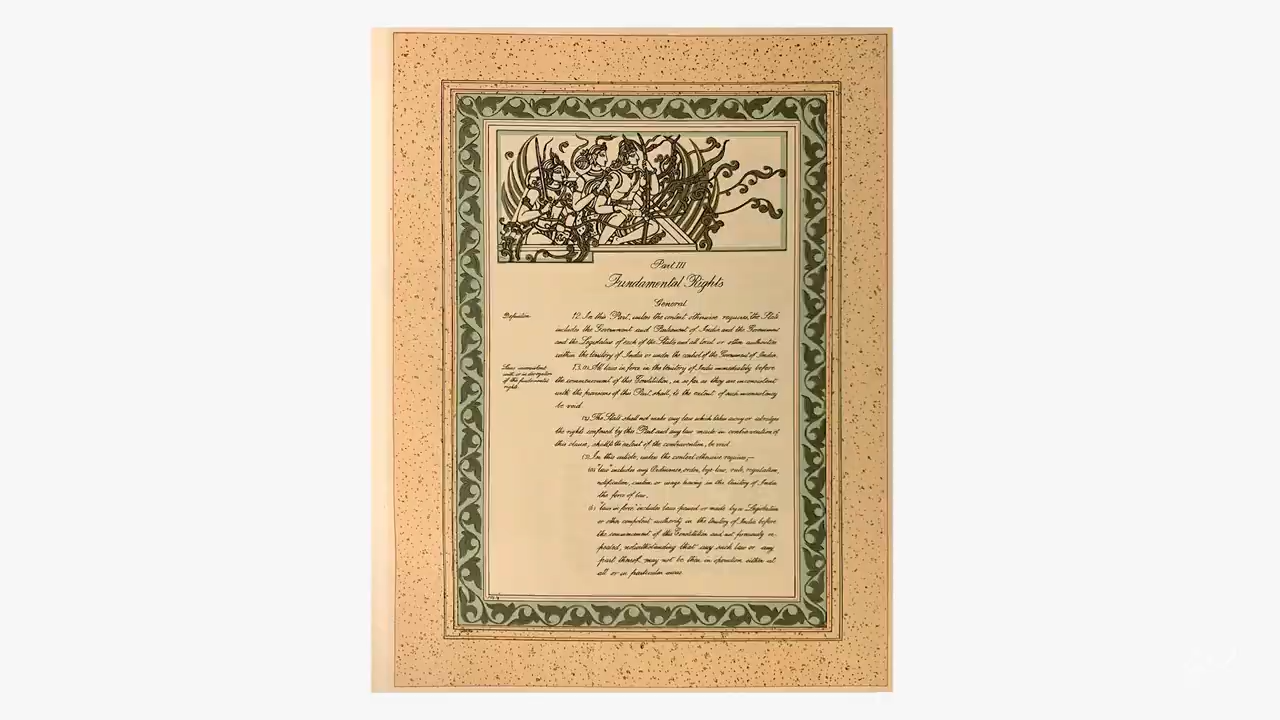 Part III
Fundamental Rights
General
Definition.
12. In this Part, unless the context otherwise requires, "the State"
includes the Government and Parliament of India and the Government
and the Legislature of each of the States and all local or other authorities
within the territory of India or under the control of the Government of India.
Laws inconsistent
with or in derogation
of the fundamental
rights.
13. (1) All laws in force in the territory of India immediately before
the commencement of this Constitution, in so far as they are inconsistent
with the provisions of this Part, shall, to the extent of such inconsistency
be void.
(2) The State shall not make any law which takes away or abridges
the rights conferred by this Part and any law made in contravention of
this clause, shall, to the extent of the contravention, be void.
(3) In this article, unless the context otherwise requires,—
(a) "law" includes any Ordinance, order, bye-law, rule, regulation,
notification, custom or usage having in the territory of India
the force of law;
(b) "laws in force" includes laws passed or made by a Legislature
or other competent authority in the territory of India before
the commencement of this Constitution and not previously re-
pealed, notwithstanding that any such law or any
part thereof may not be then in operation either at
all or in particular areas.